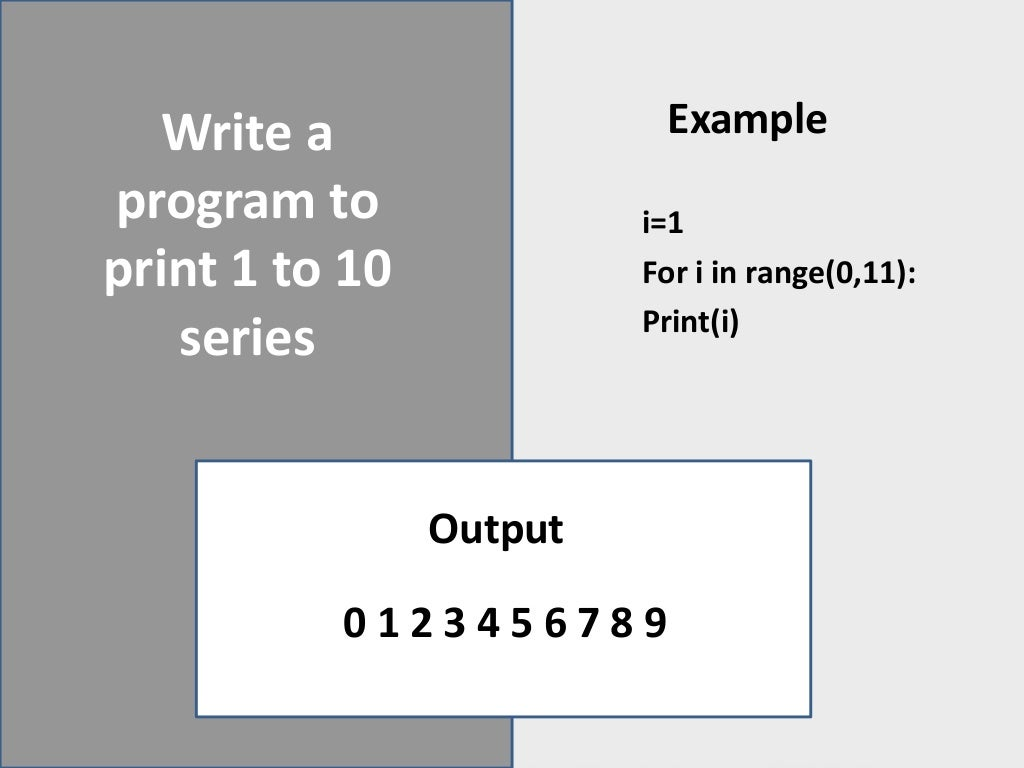 Write a
program to
print 1 to 10
series
Example
i=1
For i in range(0,11):
Print(i)
Output
0 1 2 3 4 5 6 7 8 9